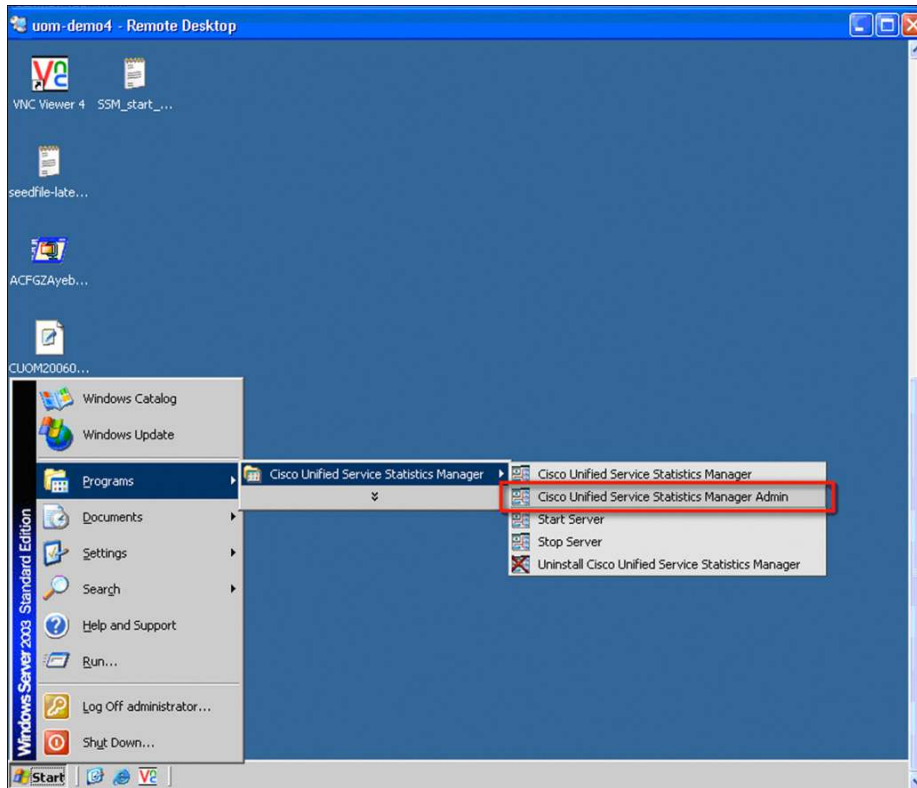 uom-demo4 - Remote Desktop
VNC Viewer 4
SSM_start_...
seedfile-late...
ACFGZAyeb...
CUOM20060...
Windows Catalog
Windows Update
Programs
Documents
Settings
Search
Help and Support
Run...
Log Off administrator...
Shut Down...
Windows Server 2003 Standard Edition
Cisco Unified Service Statistics Manager
Cisco Unified Service Statistics Manager
Cisco Unified Service Statistics Manager Admin
Start Server
Stop Server
Uninstall Cisco Unified Service Statistics Manager
Start